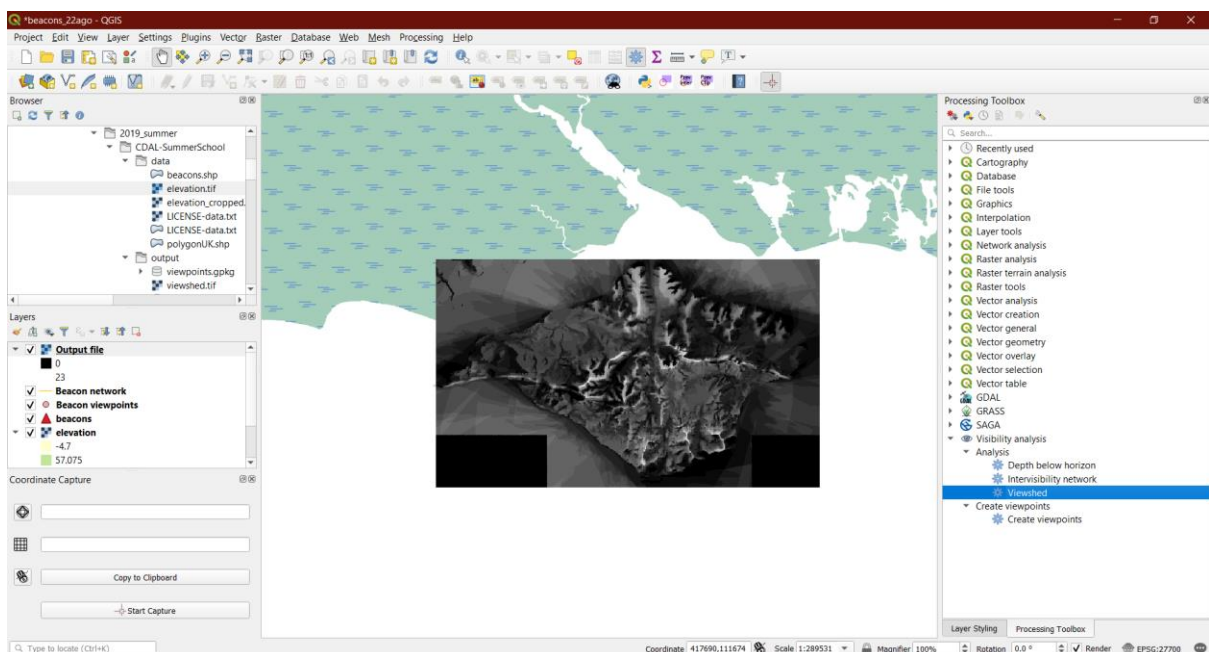 *beacons_22ago - QGIS
Project Edit View Layer Settings Plugins Vector Raster Database Web Mesh Processing Help
Browser
2019_summer
CDAL-SummerSchool
data
beacons.shp
elevation.tif
elevation_cropped.
LICENSE-data.txt
LICENSE-data.txt
polygonUK.shp
output
viewpoints.gpkg
viewshed.tif
Layers
Output file
0
23
Beacon network
Beacon viewpoints
beacons
elevation
-4.7
57.075
Coordinate Capture
Copy to Clipboard
Start Capture
Processing Toolbox
Search...
Recently used
Cartography
Database
File tools
Graphics
Interpolation
Layer tools
Network analysis
Raster analysis
Raster terrain analysis
Raster tools
Vector analysis
Vector creation
Vector general
Vector geometry
Vector overlay
Vector selection
Vector table
GDAL
GRASS
SAGA
Visibility analysis
Analysis
Depth below horizon
Intervisibility network
Viewshed
Create viewpoints
Create viewpoints
Layer Styling Processing Toolbox
Type to locate (Ctrl+K) Coordinate 417690,111674 Scale 1:289531 Magnifier 100% Rotation 0.0 ° Render EPSG:27700